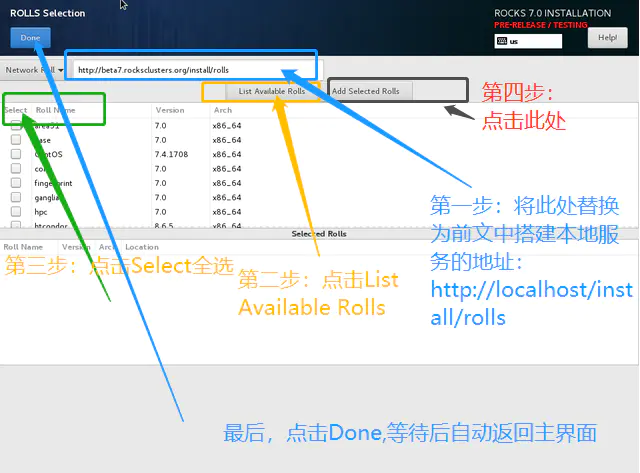 ROLLS Selection
ROCKS 7.0 INSTALLATION
PRE-RELEASE / TESTING
Done
us
Help!
Network Roll
http://beta7.rocksclusters.org/install/rolls
List Available Rolls
Add Selected Rolls
Select Roll Name Version Arch
area51 7.0 x86_64
base 7.0 x86_64
CentOS 7.4.1708 x86_64
core 7.0 x86_64
fingerprint 7.0 x86_64
ganglia 7.0 x86_64
hpc 7.0 x86_64
htcondor 8.6.5 x86_64
Selected Rolls
Roll Name Version Arch Location
第四步：
点击此处
第一步：将此处替换
为前文中搭建本地服
务的地址：
http://localhost/inst
all/rolls
第三步：点击Select全选
第二步：点击List
Available Rolls
最后，点击Done,等待后自动返回主界面